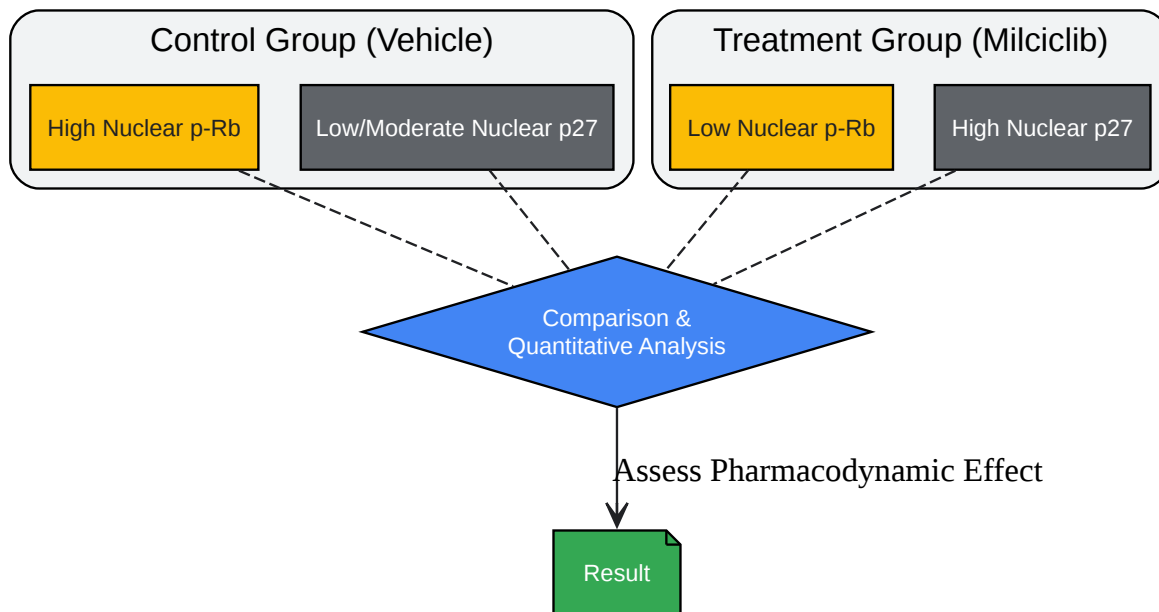 Control Group (Vehicle)
High Nuclear p-Rb
Low/Moderate Nuclear p27
Treatment Group (Milciclib)
Low Nuclear p-Rb
High Nuclear p27
Comparison &
Quantitative Analysis
Assess Pharmacodynamic Effect
Result